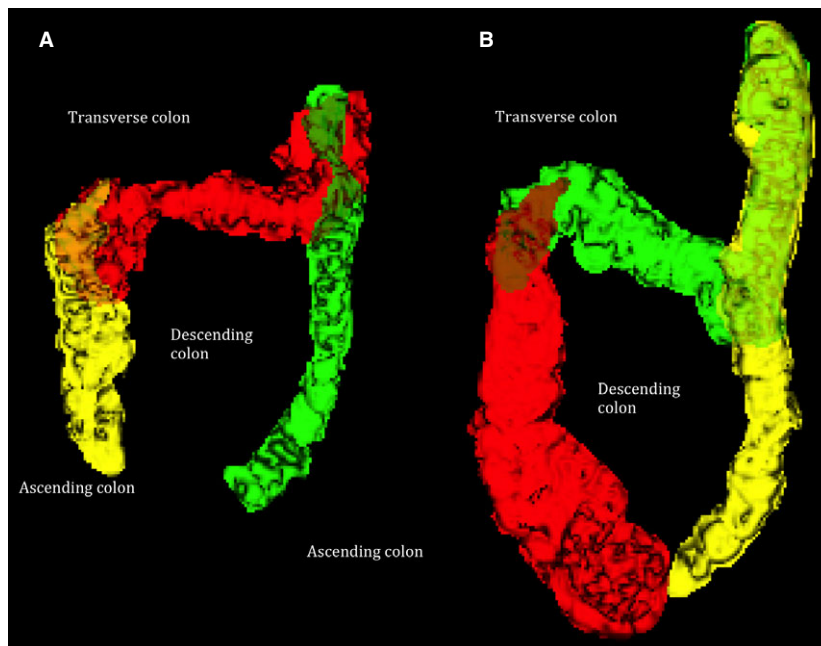 A
B
Transverse colon
Transverse colon
Descending
colon
Descending
colon
Ascending colon
Ascending colon